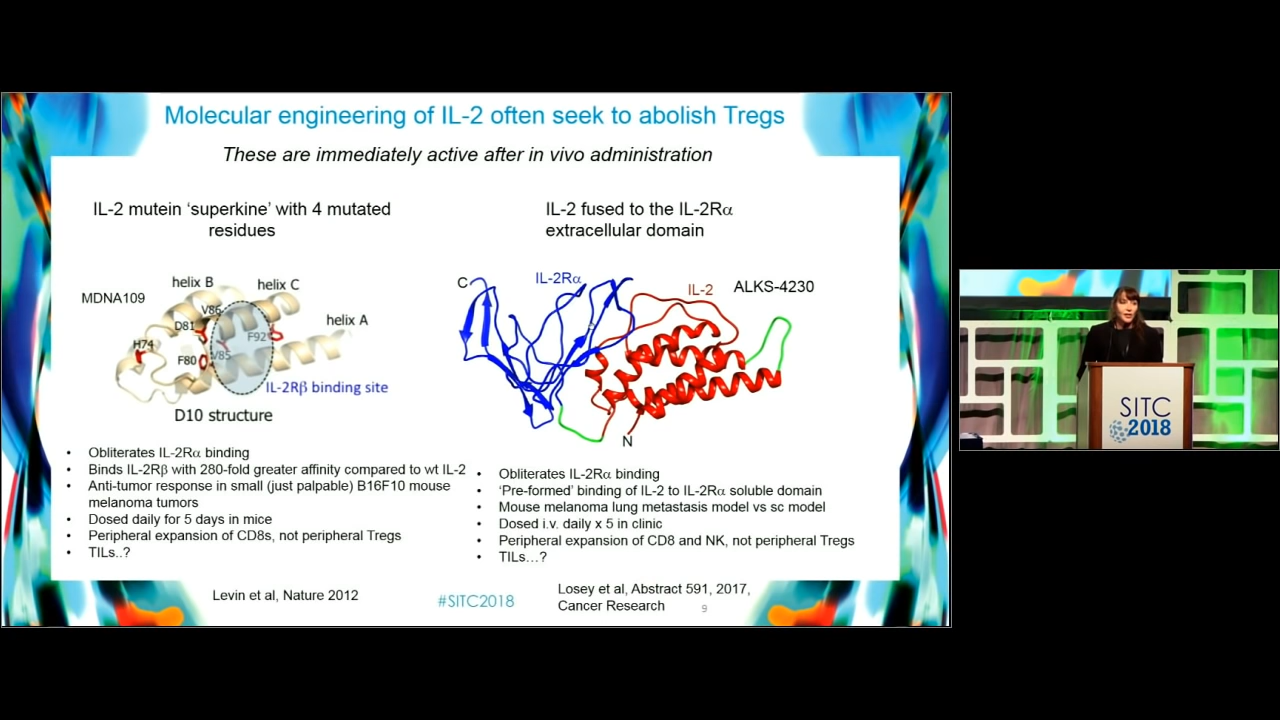 Molecular engineering of IL-2 often seek to abolish Tregs
These are immediately active after in vivo administration
IL-2 mutein ‘superkine’ with 4 mutated
residues
MDNA109
helix B
helix C
helix A
V86
D81
H74
F80
V85
F92
IL-2Rβ binding site
D10 structure
• Obliterates IL-2Rα binding
• Binds IL-2Rβ with 280-fold greater affinity compared to wt IL-2
• Anti-tumor response in small (just palpable) B16F10 mouse
melanoma tumors
• Dosed daily for 5 days in mice
• Peripheral expansion of CD8s, not peripheral Tregs
• TILs..?
Levin et al, Nature 2012
IL-2 fused to the IL-2Rα
extracellular domain
C
IL-2Rα
IL-2
ALKS-4230
N
• Obliterates IL-2Rα binding
• ‘Pre-formed’ binding of IL-2 to IL-2Rα soluble domain
• Mouse melanoma lung metastasis model vs sc model
• Dosed i.v. daily x 5 in clinic
• Peripheral expansion of CD8 and NK, not peripheral Tregs
• TILs…?
Losey et al, Abstract 591, 2017,
Cancer Research
#SITC2018
9
SITC
2018